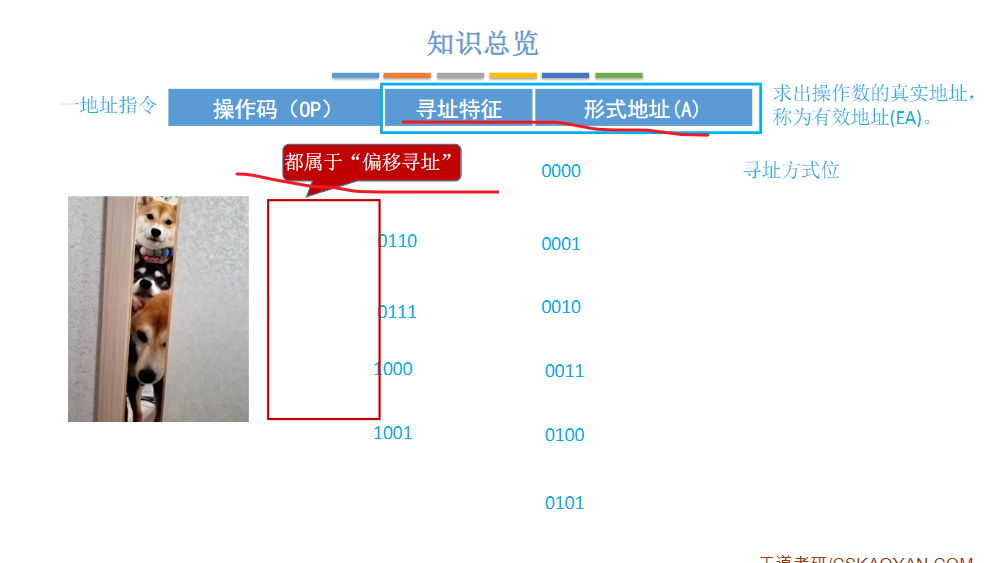 知识总览
一地址指令
操作码（OP）
寻址特征
形式地址(A)
求出操作数的真实地址，
称为有效地址(EA)。
都属于“偏移寻址”
0000
寻址方式位
0110
0001
0111
0010
1000
0011
1001
0100
0101
王道考研/CSKAOYAN.COM